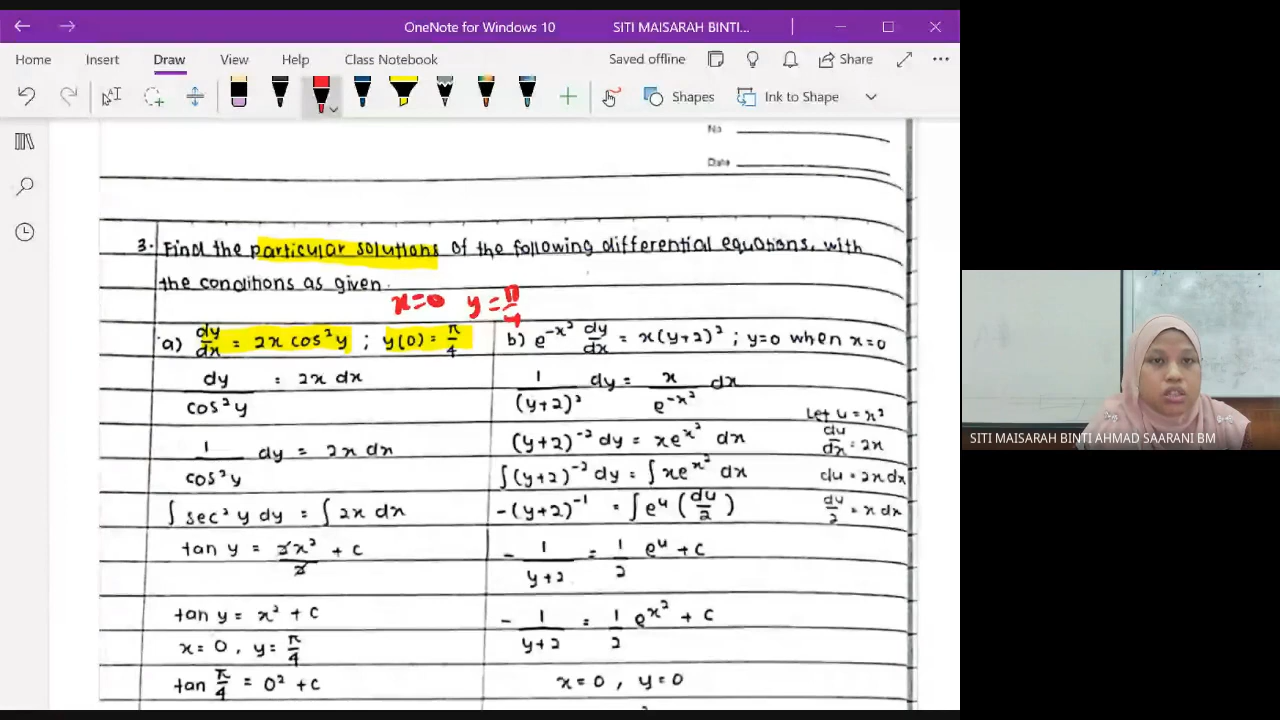 OneNote for Windows 10
SITI MAISARAH BINTI...
Home Insert Draw View Help Class Notebook
Saved offline
Share
Shapes
Ink to Shape
No
Date
3. Find the particular solutions of the following differential equations, with
the conditions as given.
x=0 y=π/4
a) dy/dx = 2x cos² y ; y(0) = π/4
dy/cos² y = 2x dx
1/cos² y dy = 2x dx
∫ sec² y dy = ∫ 2x dx
tan y = 2x²/2 + c
tan y = x² + c
x = 0, y = π/4
tan π/4 = 0² + c
b) e^(-x²) dy/dx = x(y+2)² ; y=0 when x=0
1/(y+2)² dy = x/e^(-x²) dx
(y+2)^(-2) dy = xe^(x²) dx
∫(y+2)^(-2) dy = ∫xe^(x²) dx
-(y+2)^(-1) = ∫e^u (du/2)
- 1/(y+2) = 1/2 e^u + c
- 1/(y+2) = 1/2 e^(x²) + c
x=0, y=0
Let u = x²
du/dx = 2x
du = 2x dx
du/2 = x dx
SITI MAISARAH BINTI AHMAD SAARANI BM